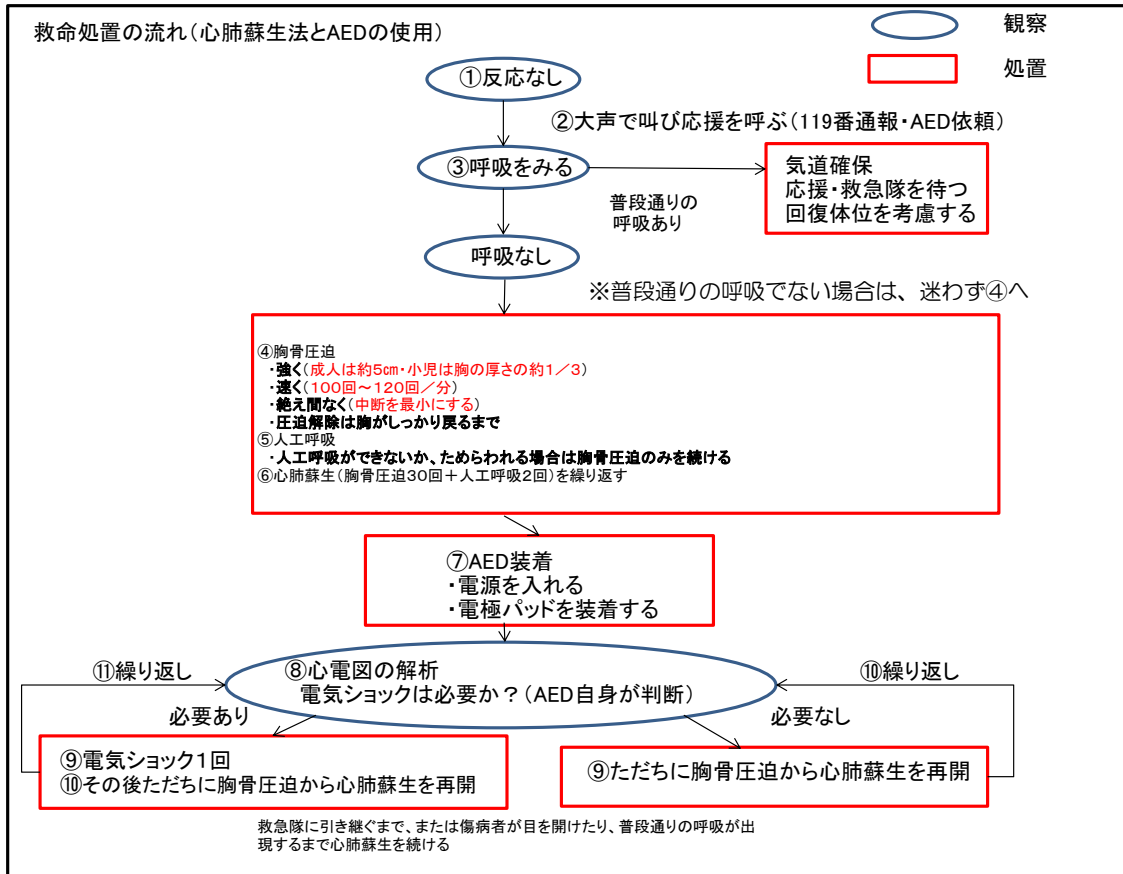 救命処置の流れ(心肺蘇生法とAEDの使用)
観察
処置
①反応なし
②大声で叫び応援を呼ぶ(119番通報・AED依頼)
③呼吸をみる
気道確保
応援・救急隊を待つ
回復体位を考慮する
普段通りの
呼吸あり
呼吸なし
※普段通りの呼吸でない場合は、迷わず④へ
④胸骨圧迫
・強く(成人は約5㎝・小児は胸の厚さの約1/3)
・速く(100回~120回/分)
・絶え間なく(中断を最小にする)
・圧迫解除は胸がしっかり戻るまで
⑤人工呼吸
・人工呼吸ができないか、ためらわれる場合は胸骨圧迫のみを続ける
⑥心肺蘇生(胸骨圧迫30回+人工呼吸2回)を繰り返す
⑦AED装着
・電源を入れる
・電極パッドを装着する
⑪繰り返し
⑧心電図の解析
電気ショックは必要か?(AED自身が判断)
⑩繰り返し
必要あり
必要なし
⑨電気ショック1回
⑩その後ただちに胸骨圧迫から心肺蘇生を再開
⑨ただちに胸骨圧迫から心肺蘇生を再開
救急隊に引き継ぐまで、または傷病者が目を開けたり、普段通りの呼吸が出
現するまで心肺蘇生を続ける